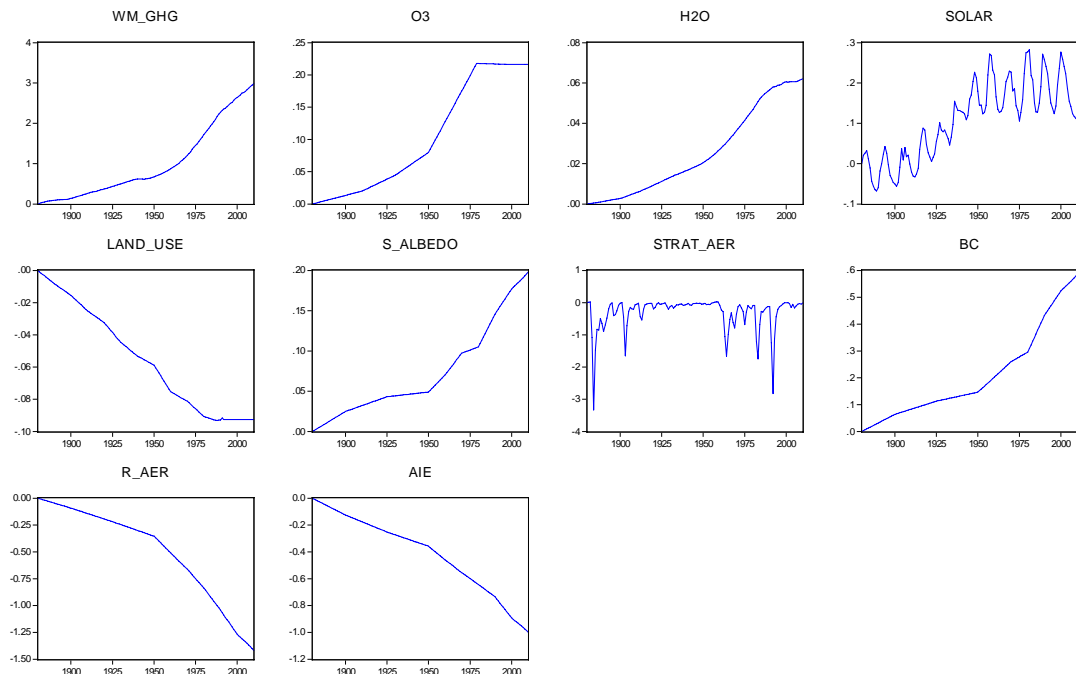 WM_GHG
4
3
2
1
0
1900 1925 1950 1975 2000
O3
.25
.20
.15
.10
.05
.00
1900 1925 1950 1975 2000
H2O
.08
.06
.04
.02
.00
1900 1925 1950 1975 2000
SOLAR
.3
.2
.1
.0
-.1
1900 1925 1950 1975 2000
LAND_USE
.00
-.02
-.04
-.06
-.08
-.10
1900 1925 1950 1975 2000
S_ALBEDO
.20
.15
.10
.05
.00
1900 1925 1950 1975 2000
STRAT_AER
1
0
-1
-2
-3
-4
1900 1925 1950 1975 2000
BC
.6
.5
.4
.3
.2
.1
.0
1900 1925 1950 1975 2000
R_AER
0.00
-0.25
-0.50
-0.75
-1.00
-1.25
-1.50
1900 1925 1950 1975 2000
AIE
0.0
-0.2
-0.4
-0.6
-0.8
-1.0
-1.2
1900 1925 1950 1975 2000